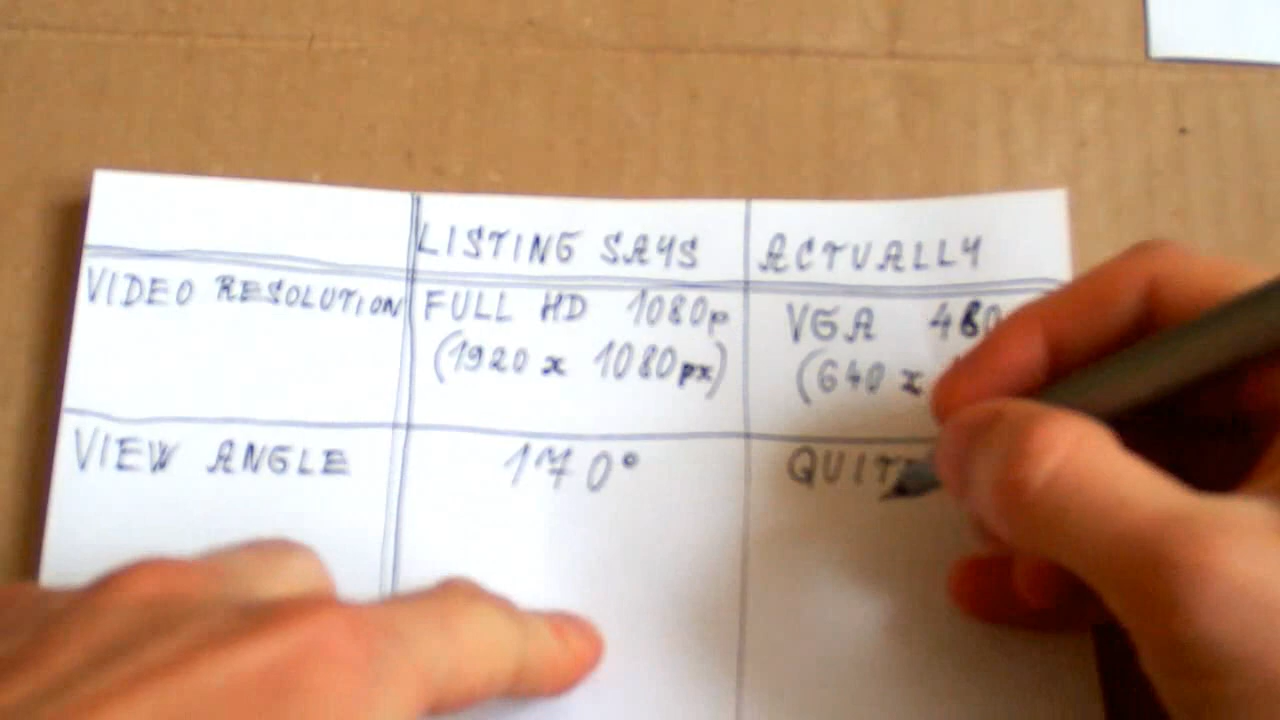 LISTING SAYS ACTUALLY
VIDEO RESOLUTION FULL HD 1080p VGA
(1920 x 1080px) (640 x
VIEW ANGLE 170°